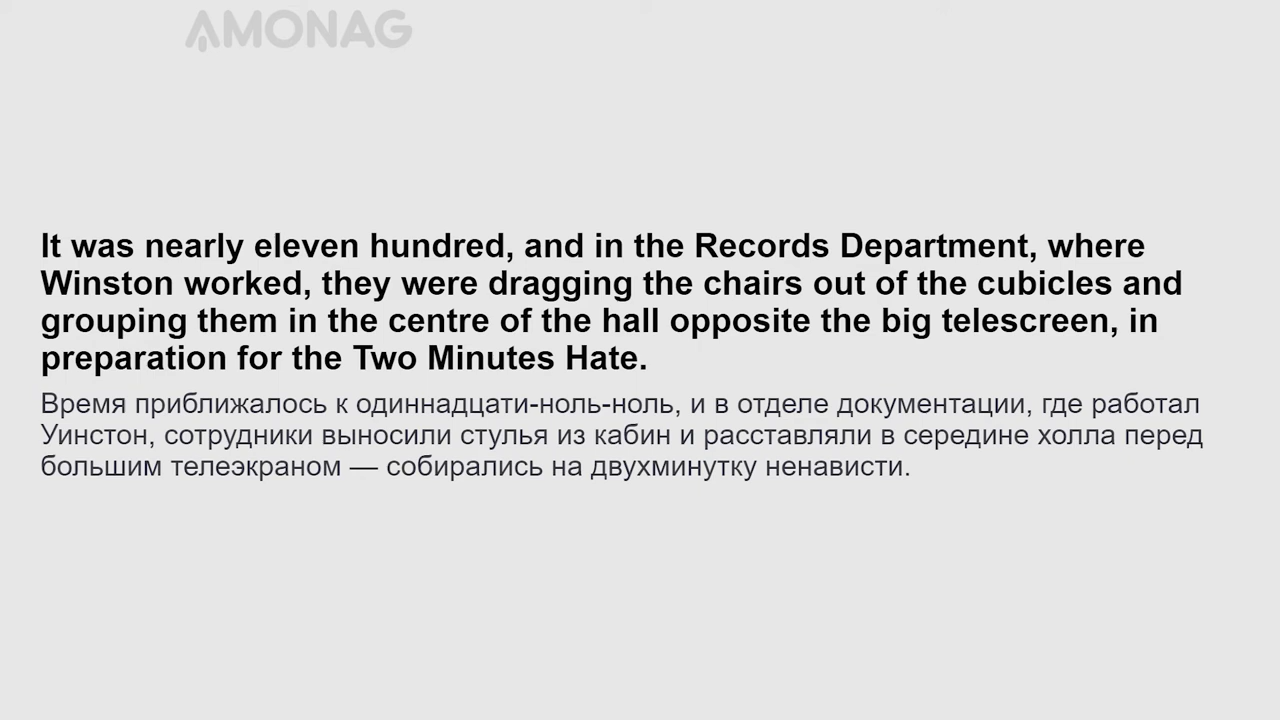 AMONAG
It was nearly eleven hundred, and in the Records Department, where
Winston worked, they were dragging the chairs out of the cubicles and
grouping them in the centre of the hall opposite the big telescreen, in
preparation for the Two Minutes Hate.
Время приближалось к одиннадцати-ноль-ноль, и в отделе документации, где работал
Уинстон, сотрудники выносили стулья из кабин и расставляли в середине холла перед
большим телеэкраном — собирались на двухминутку ненависти.